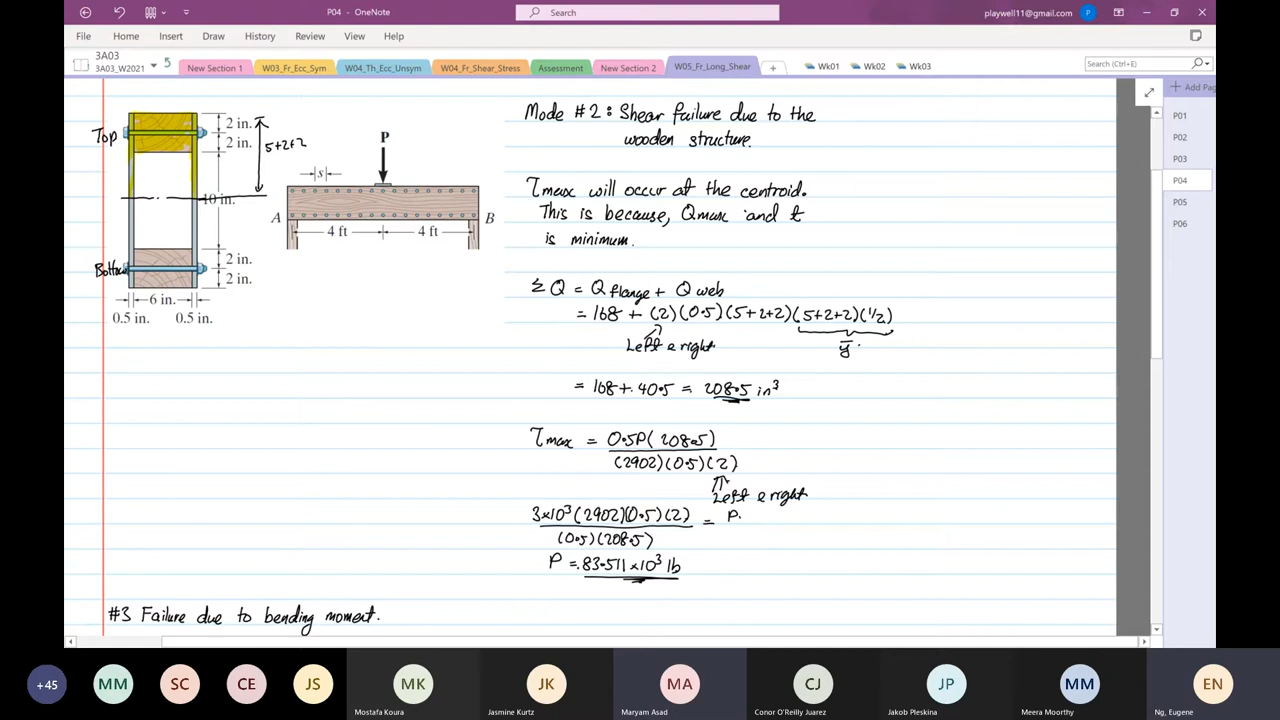 P04 - OneNote
Search
playwell11@gmail.com
P
File Home Insert Draw History Review View Help
3A03
3A03_W2021
5
New Section 1
W03_Fr_Ecc_Sym
W04_Th_Ecc_Unsym
W04_Fr_Shear_Stress
Assessment
New Section 2
W05_Fr_Long_Shear
+
Wk01
Wk02
Wk03
Search (Ctrl+E)
Add Pag
P01
P02
P03
P04
P05
P06
Top
2 in.
2 in.
5+2+2
10 in.
Bottom
2 in.
2 in.
6 in.
0.5 in. 0.5 in.
P
s
A B
4 ft 4 ft
Mode #2 : Shear failure due to the
wooden structure.
τmax will occur at the centroid.
This is because, Qmax and t
is minimum.
Σ Q = Q flange + Q web
= 168 + (2)(0.5)(5+2+2)(5+2+2)(1/2)
Left e right
ȳ
= 168 + 40.5 = 208.5 in³
τmax = 0.5P(208.5)
(2902)(0.5)(2)
Left e right
3×10³(2902)(0.5)(2) = P
(0.5)(208.5)
P = 83.511×10³ lb
#3 Failure due to bending moment.
+45
MM
SC
CE
JS
MK
Mostafa Koura
JK
Jasmine Kurtz
MA
Maryam Asad
CJ
Conor O'Reilly Juarez
JP
Jakob Pleskina
MM
Meera Moorthy
EN
Ng, Eugene